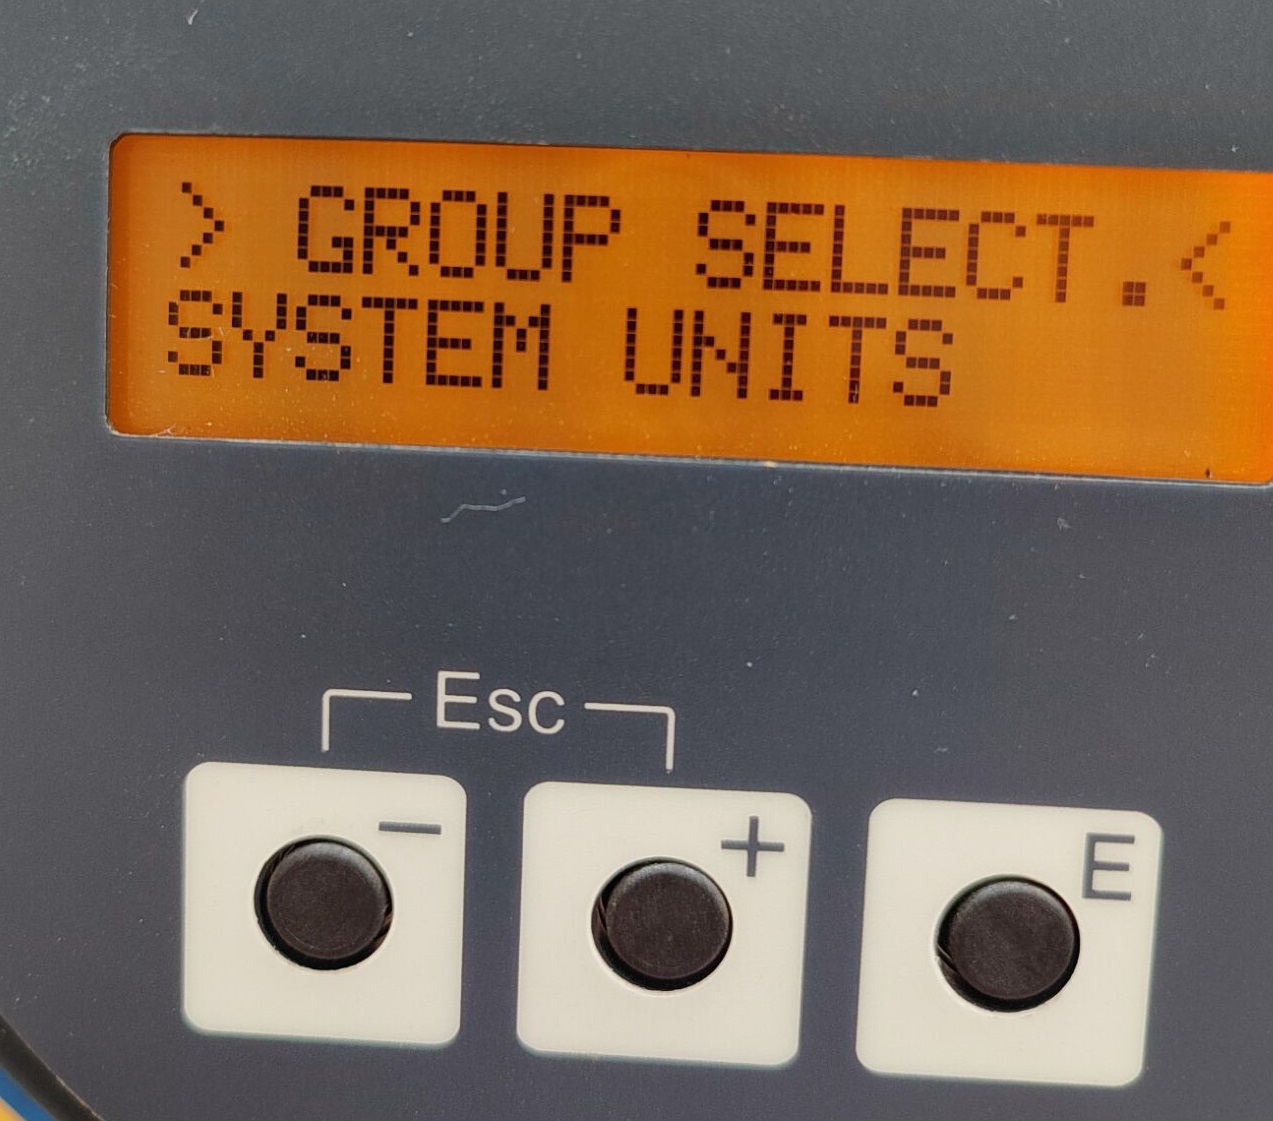 > GROUP SELECT.<
SYSTEM UNITS
Esc
- + E